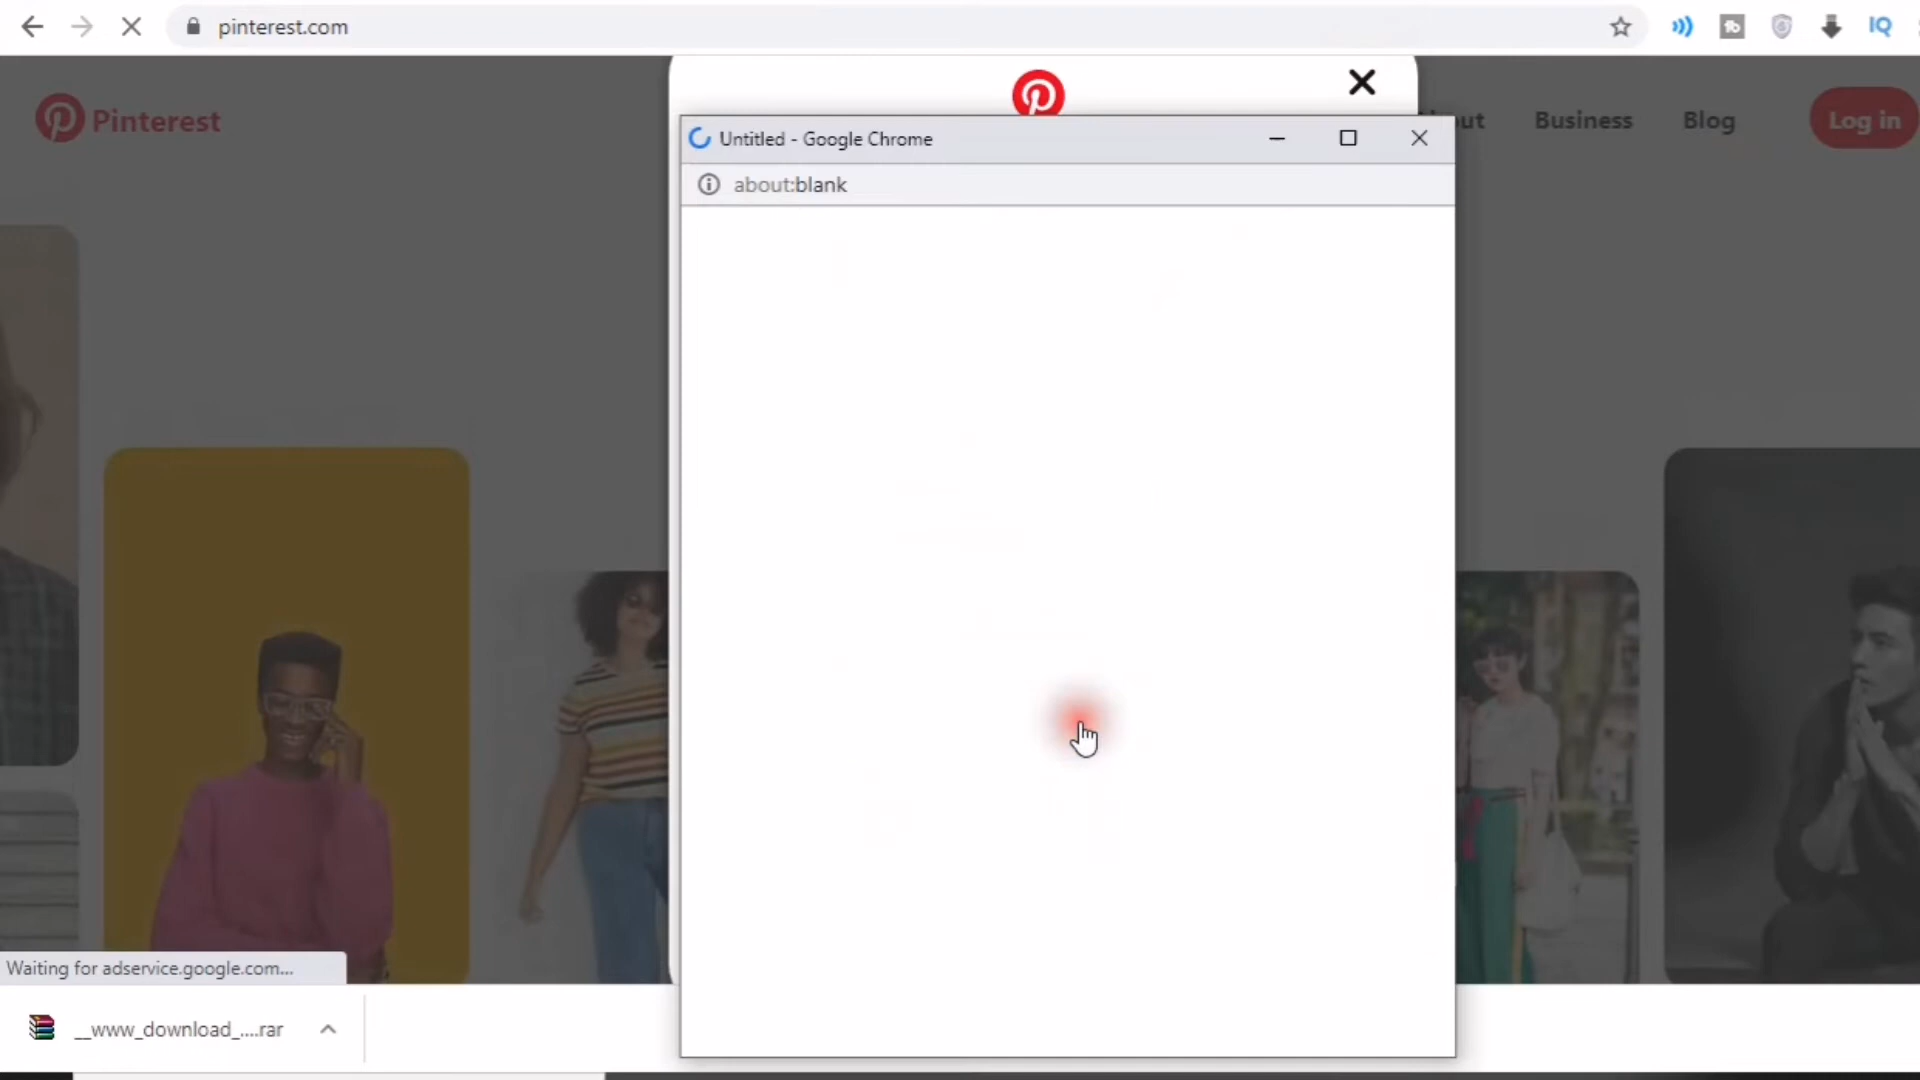 pinterest.com
Pinterest
Business
Blog
Log in
Untitled - Google Chrome
about:blank
Waiting for adservice.google.com...
__www_download_....rar
IQ